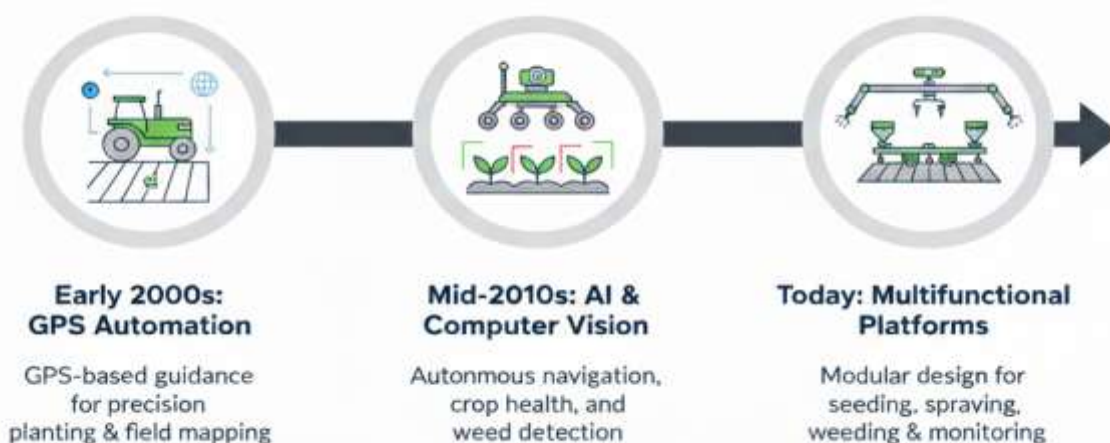 Early 2000s:
GPS Automation
GPS-based guidance
for precision
planting & field mapping
Mid-2010s: AI &
Computer Vision
Autonmous navigation,
crop health, and
weed detection
Today: Multifunctional
Platforms
Modular design for
seeding, spraving,
weeding & monitoring